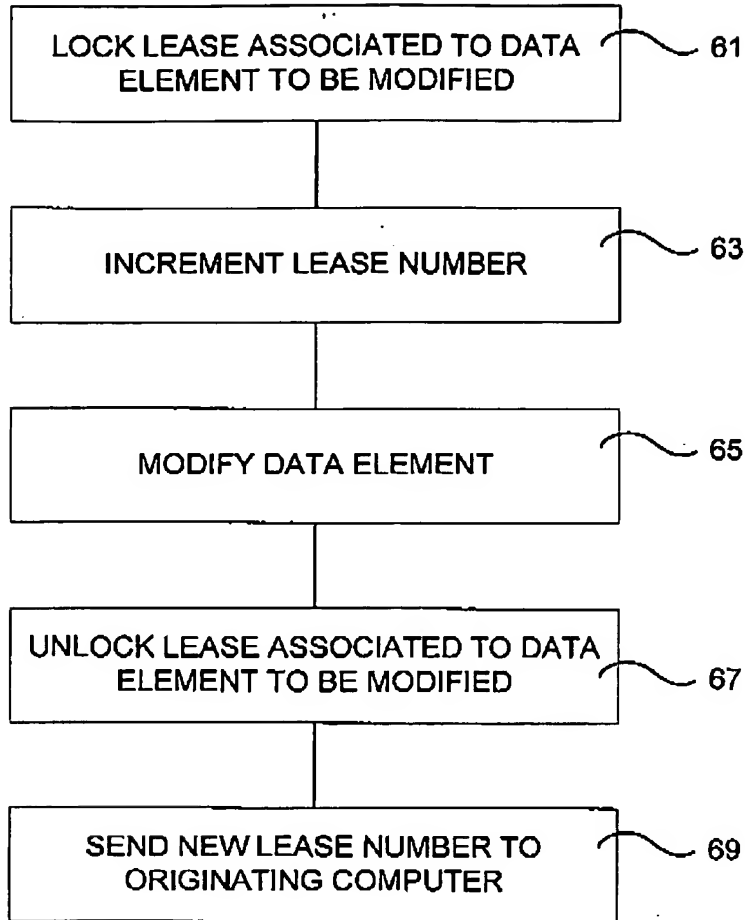 LOCK LEASE ASSOCIATED TO DATA
ELEMENT TO BE MODIFIED
61
INCREMENT LEASE NUMBER
63
MODIFY DATA ELEMENT
65
UNLOCK LEASE ASSOCIATED TO DATA
ELEMENT TO BE MODIFIED
67
SEND NEW LEASE NUMBER TO
ORIGINATING COMPUTER
69